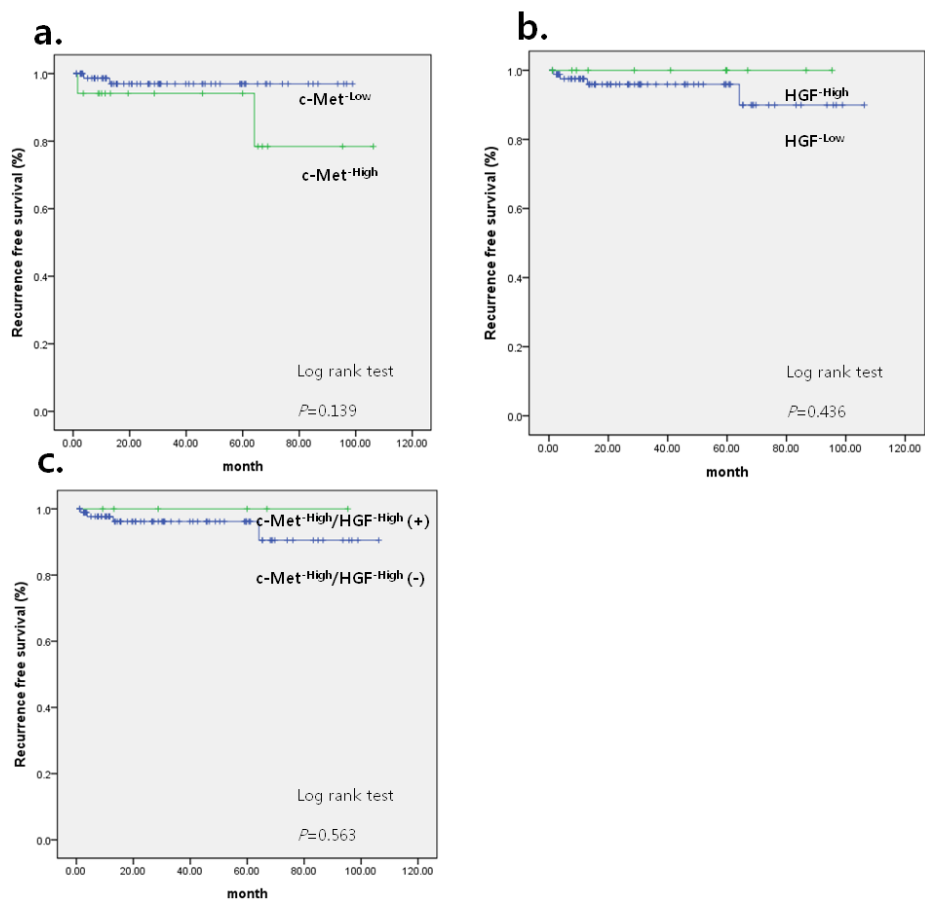 a.
Recurrence free survival (%)
1.0
0.8
0.6
0.4
0.2
0.0
c-Met-Low
c-Met-High
Log rank test
P=0.139
0.00 20.00 40.00 60.00 80.00 100.00 120.00
month
b.
Recurrence free survival (%)
1.0
0.8
0.6
0.4
0.2
0.0
HGF-High
HGF-Low
Log rank test
P=0.436
0.00 20.00 40.00 60.00 80.00 100.00 120.00
month
c.
Recurrence free survival (%)
1.0
0.8
0.6
0.4
0.2
0.0
c-Met-High/HGF-High (+)
c-Met-High/HGF-High (-)
Log rank test
P=0.563
0.00 20.00 40.00 60.00 80.00 100.00 120.00
month